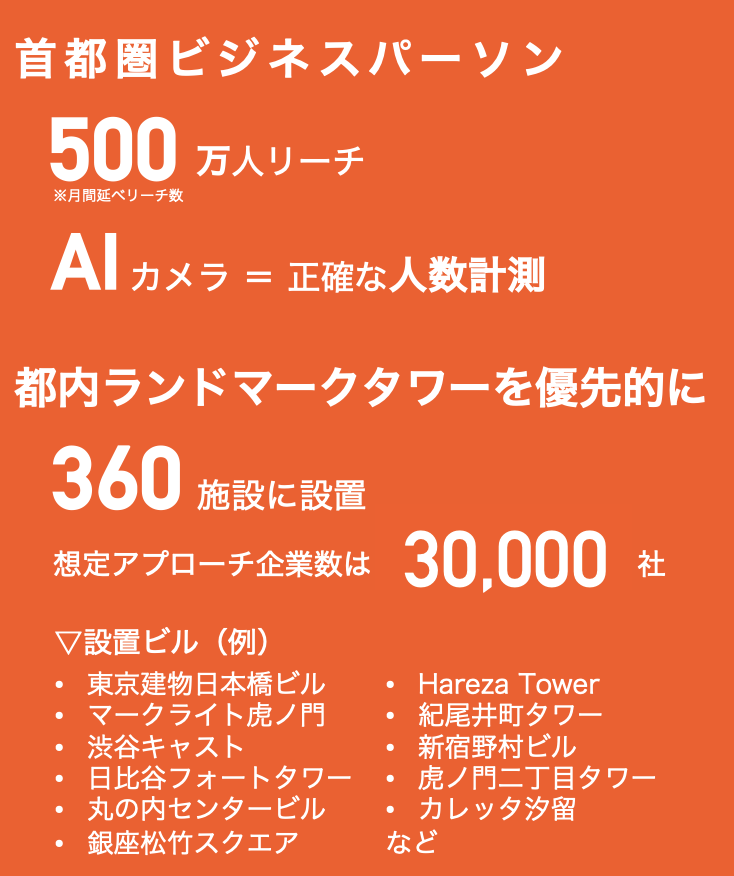 首都圏ビジネスパーソン
500 万人リーチ
※月間延べリーチ数
AI カメラ ＝ 正確な人数計測
都内ランドマークタワーを優先的に
360 施設に設置
想定アプローチ企業数は 30,000 社
▽設置ビル（例）
• 東京建物日本橋ビル
• マークライト虎ノ門
• 渋谷キャスト
• 日比谷フォートタワー
• 丸の内センタービル
• 銀座松竹スクエア
• Hareza Tower
• 紀尾井町タワー
• 新宿野村ビル
• 虎ノ門二丁目タワー
• カレッタ汐留
など